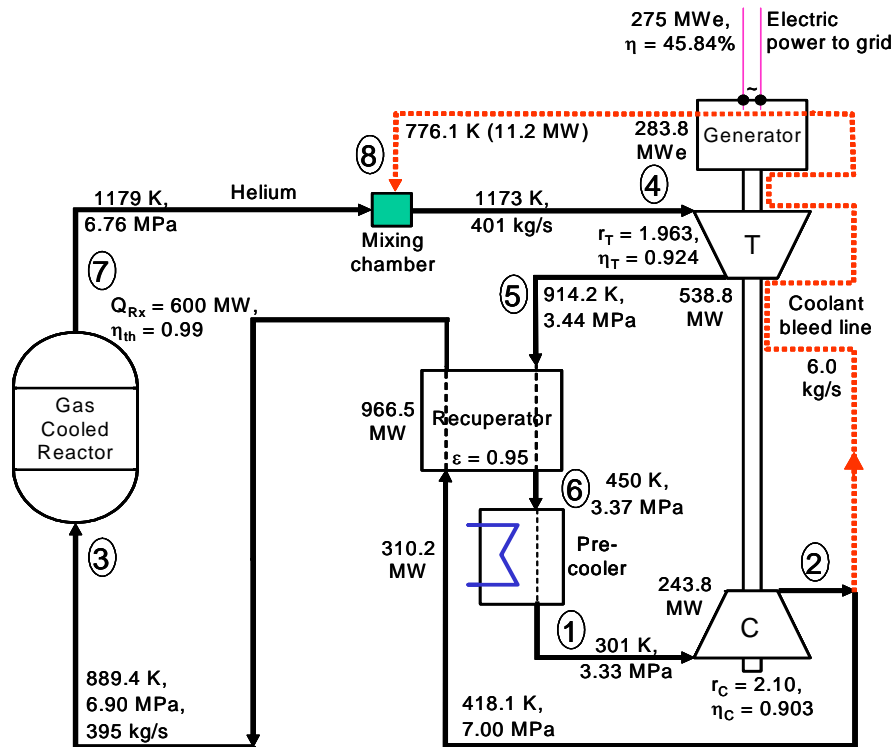 275 MWe,
η = 45.84%
Electric
power to grid
~
776.1 K (11.2 MW)
283.8
MWe
Generator
8
4
1179 K,
6.76 MPa
Helium
1173 K,
401 kg/s
Mixing
chamber
r_T = 1.963,
η_T = 0.924
T
7
5
Q_Rx = 600 MW,
η_th = 0.99
914.2 K,
3.44 MPa
538.8
MW
Coolant
bleed line
6.0
kg/s
Gas
Cooled
Reactor
966.5
MW
Recuperator
ε = 0.95
6
450 K,
3.37 MPa
3
310.2
MW
Pre-
cooler
2
243.8
MW
C
1
301 K,
3.33 MPa
889.4 K,
6.90 MPa,
395 kg/s
418.1 K,
7.00 MPa
r_C = 2.10,
η_C = 0.903